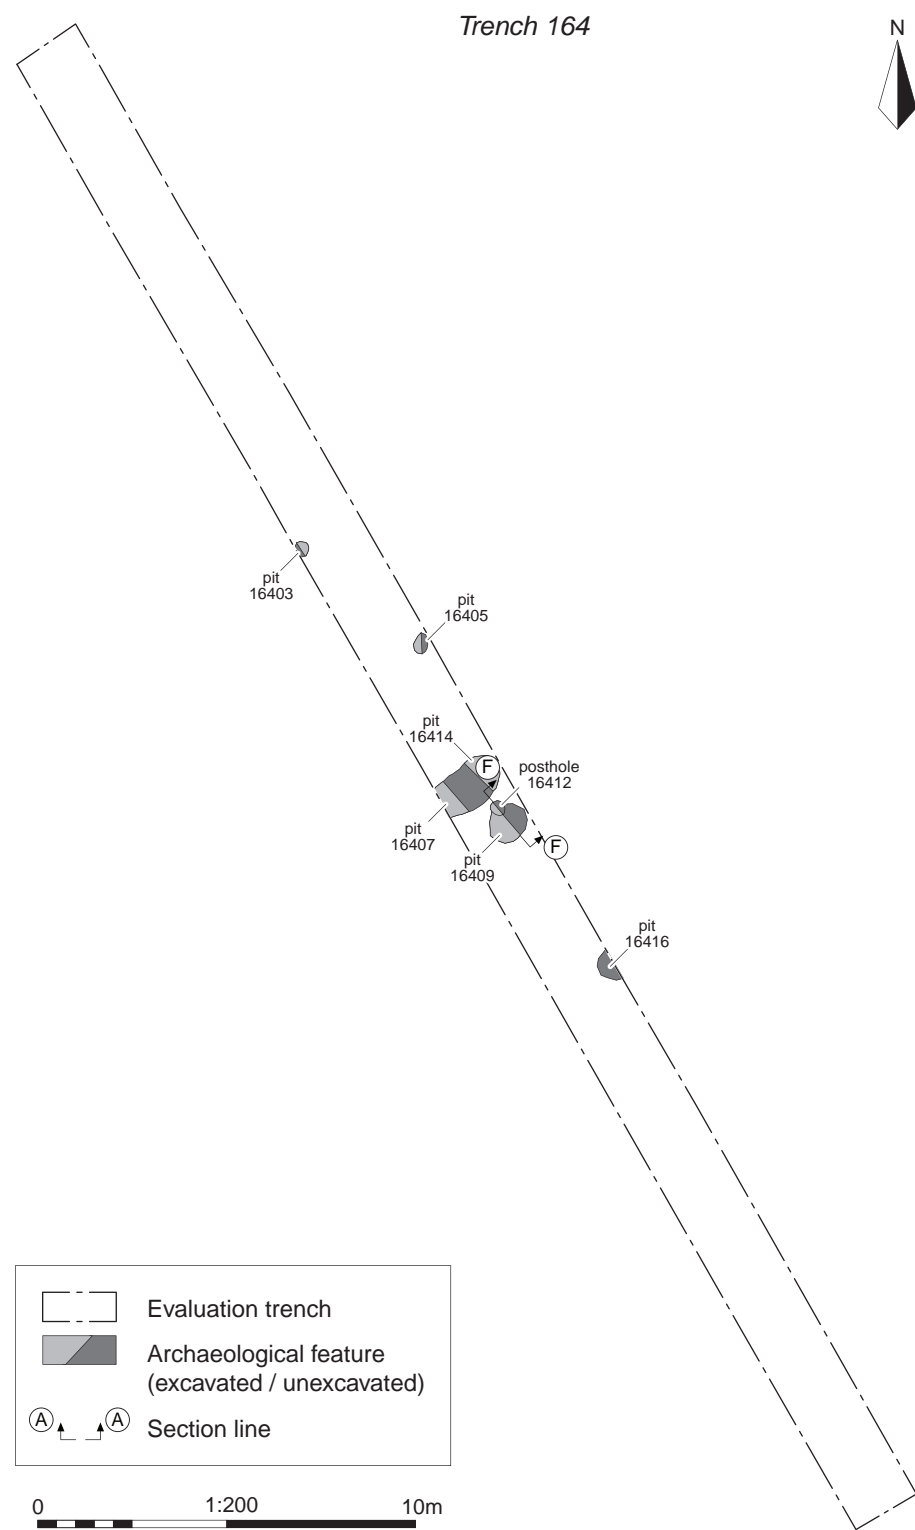 Trench 164
N
pit
16403
pit
16405
pit
16414
F
posthole
16412
pit
16407
F
pit
16409
pit
16416
Evaluation trench
Archaeological feature
(excavated / unexcavated)
A A Section line
0 1:200 10m